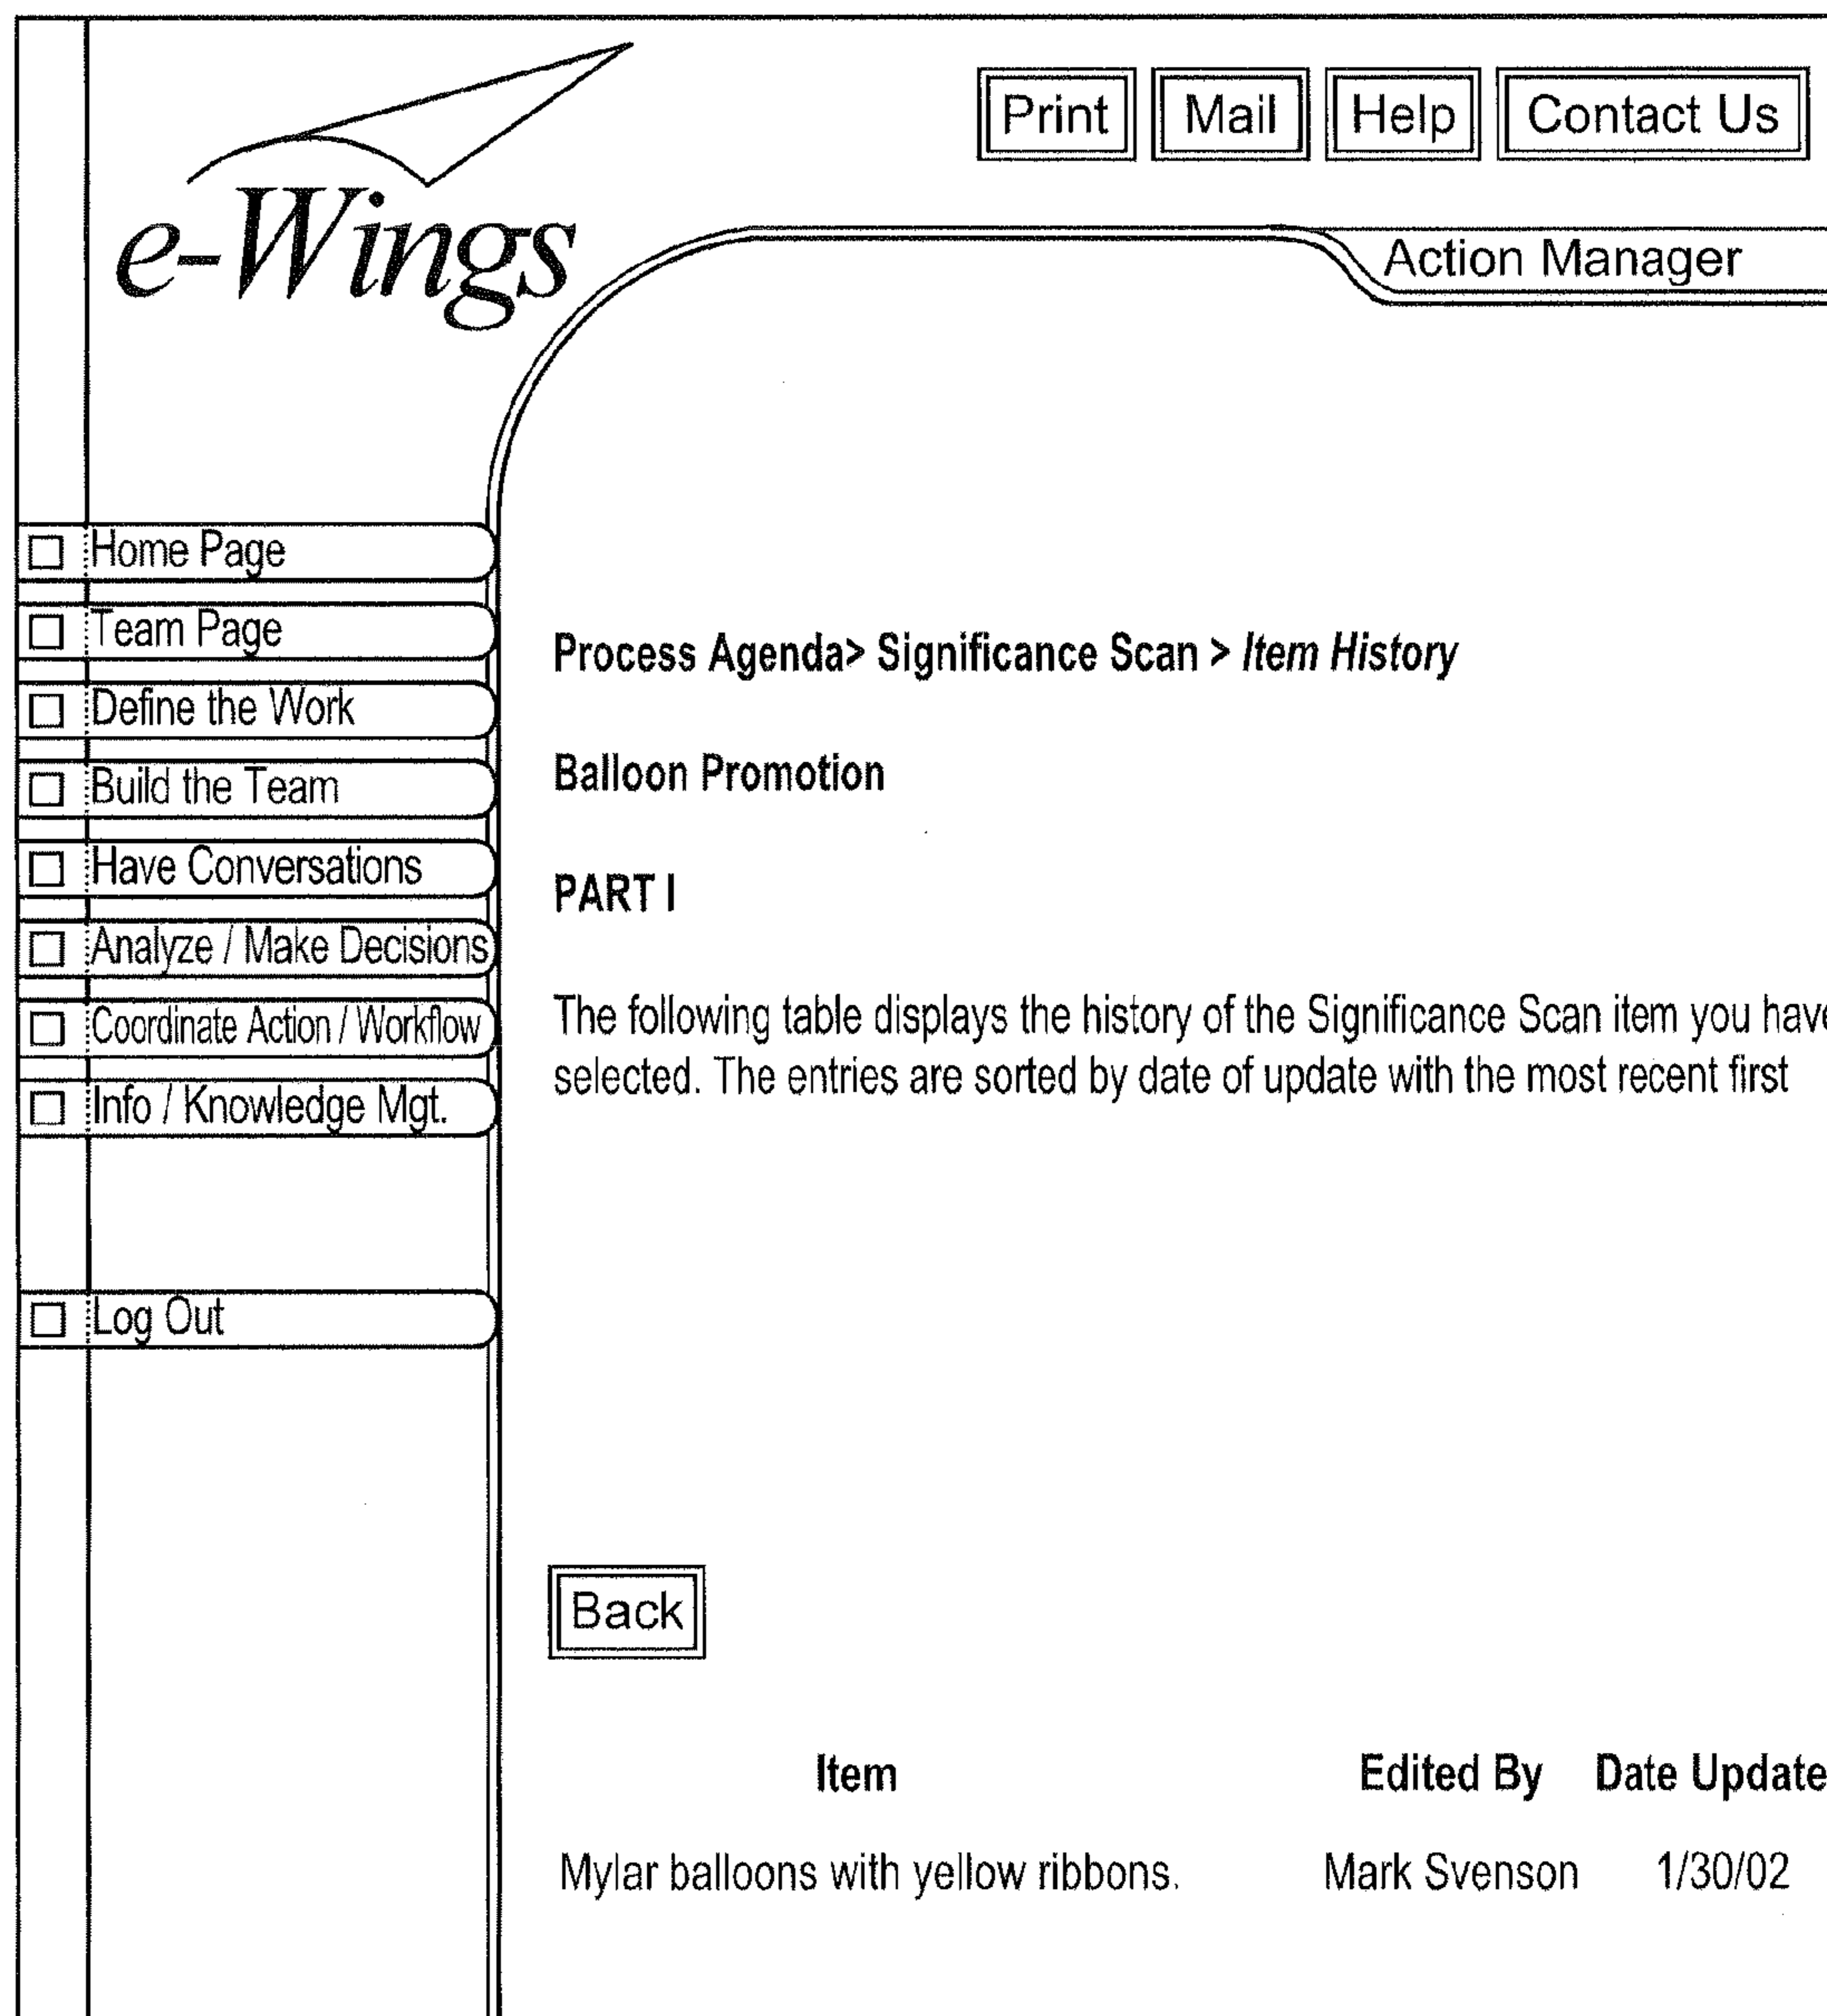 e-Wings
Print Mail Help Contact Us
Action Manager
Home Page
Team Page
Define the Work
Build the Team
Have Conversations
Analyze / Make Decisions
Coordinate Action / Workflow
Info / Knowledge Mgt.
Log Out
Process Agenda> Significance Scan > Item History
Balloon Promotion
PART I
The following table displays the history of the Significance Scan item you have
selected. The entries are sorted by date of update with the most recent first
Back
Item Edited By Date Update
Mylar balloons with yellow ribbons. Mark Svenson 1/30/02